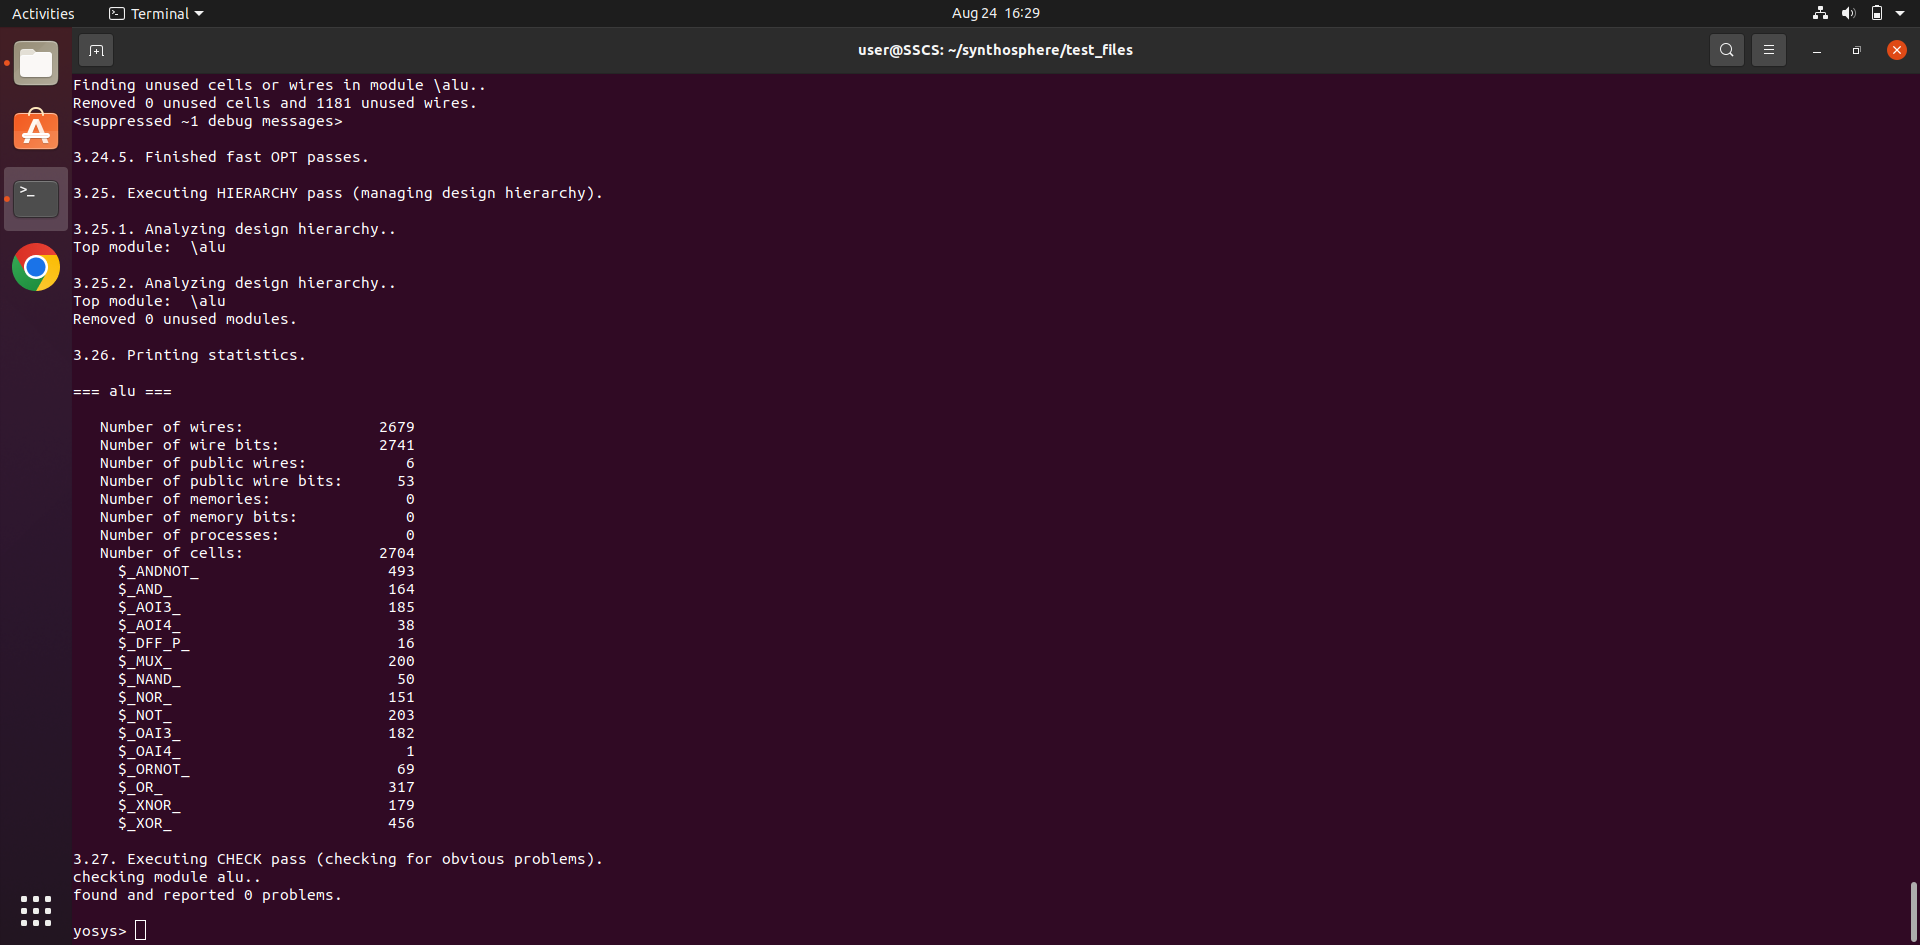 Activities Terminal Aug 24 16:29
user@SSCS: ~/synthosphere/test_files
Finding unused cells or wires in module \alu..
Removed 0 unused cells and 1181 unused wires.
<suppressed ~1 debug messages>
3.24.5. Finished fast OPT passes.
3.25. Executing HIERARCHY pass (managing design hierarchy).
3.25.1. Analyzing design hierarchy..
Top module:  \alu
3.25.2. Analyzing design hierarchy..
Top module:  \alu
Removed 0 unused modules.
3.26. Printing statistics.
=== alu ===
Number of wires: 2679
Number of wire bits: 2741
Number of public wires: 6
Number of public wire bits: 53
Number of memories: 0
Number of memory bits: 0
Number of processes: 0
Number of cells: 2704
$_ANDNOT_ 493
$_AND_ 164
$_AOI3_ 185
$_AOI4_ 38
$_DFF_P_ 16
$_MUX_ 200
$_NAND_ 50
$_NOR_ 151
$_NOT_ 203
$_OAI3_ 182
$_OAI4_ 1
$_ORNOT_ 69
$_OR_ 317
$_XNOR_ 179
$_XOR_ 456
3.27. Executing CHECK pass (checking for obvious problems).
checking module alu..
found and reported 0 problems.
yosys>